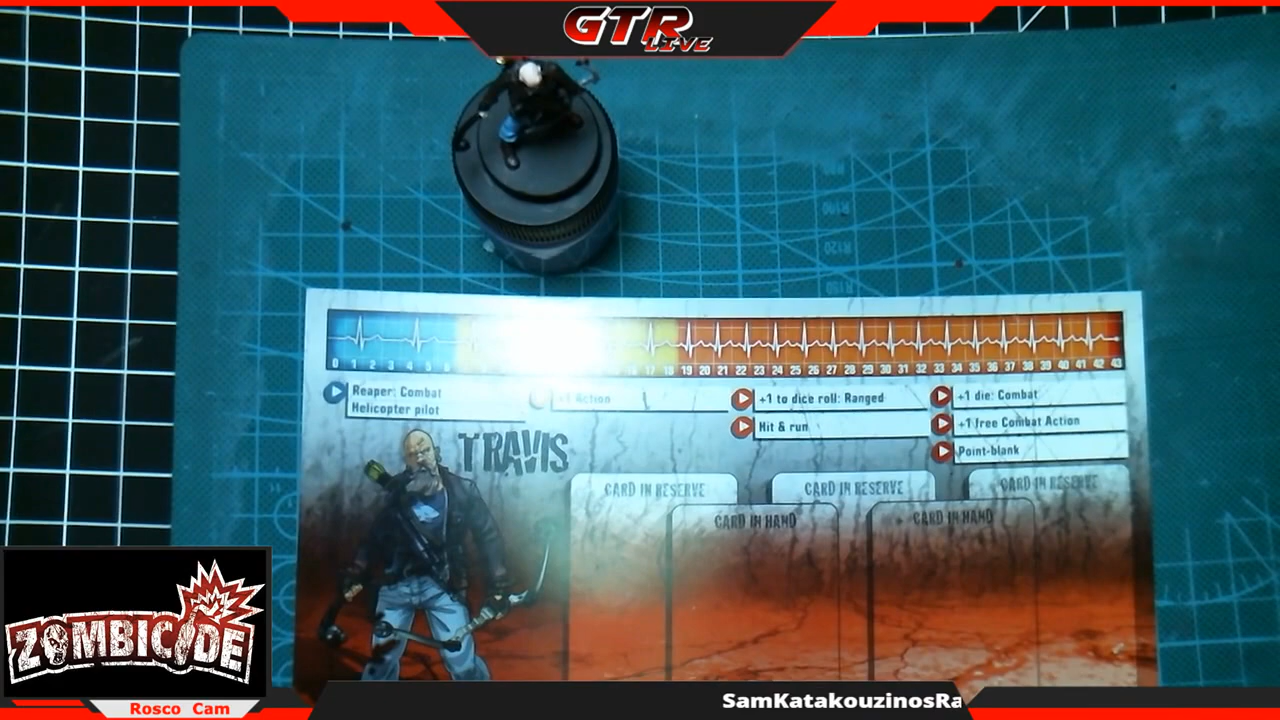 GTR
LIVE
R100
R120
0 1 2 3 4 5 17 18 19 20 21 22 23 24 25 26 27 28 29 30 31 32 33 34 35 36 37 38 39 40 41 42 43
Reaper: Combat
Helicopter pilot
+1 Action
+1 to dice roll: Ranged
Hit & run
+1 die: Combat
+1 free Combat Action
Point-blank
TRAVIS
CARD IN RESERVE
CARD IN RESERVE
CARD IN RESERVE
CARD IN HAND
CARD IN HAND
ZOMBICIDE
Rosco Cam
SamKatakouzinosRa